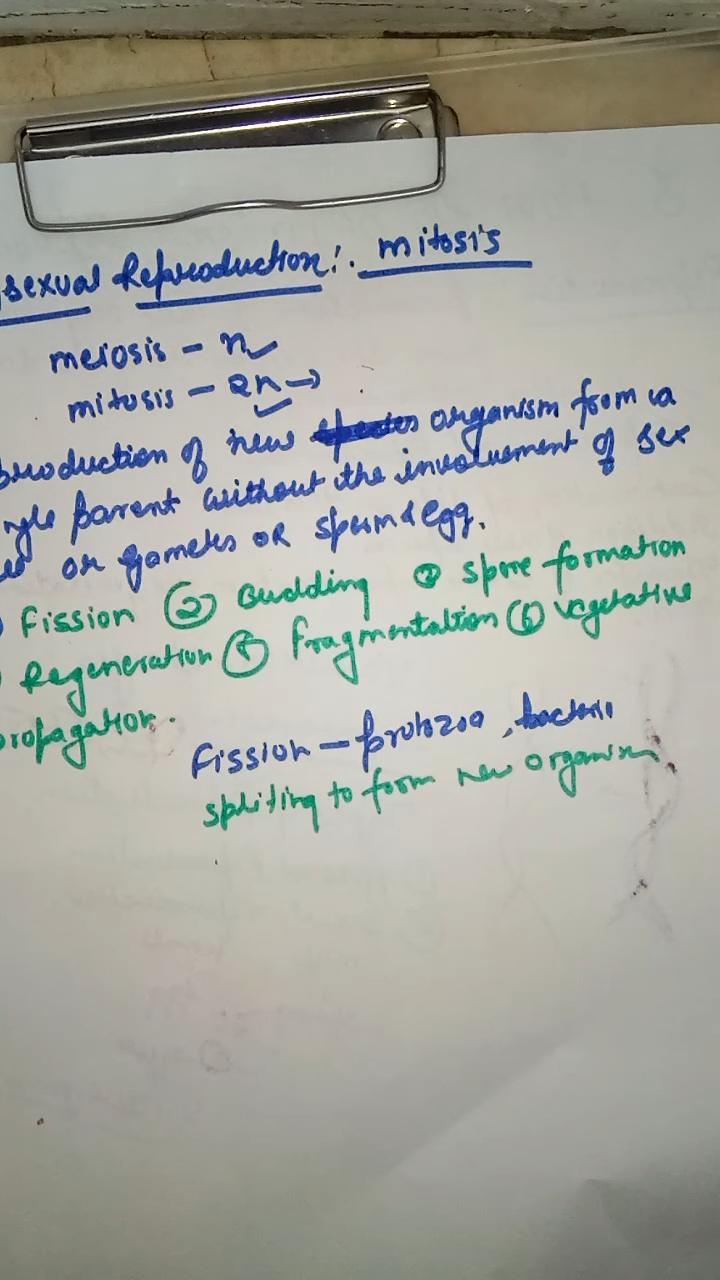 sexual Reproduction:. mitosis
meiosis - n
mitosis - 2n →
production of new organism from a
ngle parent without the involvement of sex
or gametes or sperm & egg.
Fission ② Budding ③ spore formation
Regeneration ⑤ fragmentation ⑥ vegetative
propagation.
Fission - protozoa, bacteria
spliting to form new organism